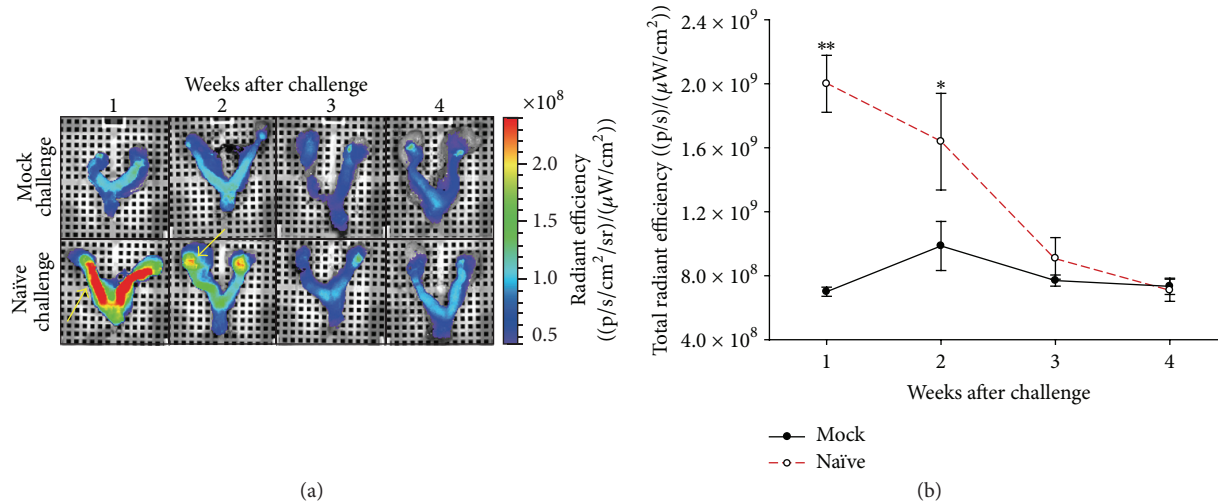 Weeks after challenge
1 2 3 4
Mock
challenge
Naïve
challenge
×10⁸
2.0
1.5
1.0
0.5
Radiant efficiency
((p/s/cm²/sr)/(μW/cm²))
(a)
Total radiant efficiency ((p/s)/(μW/cm²))
2.4 × 10⁹
2.0 × 10⁹
1.6 × 10⁹
1.2 × 10⁹
8.0 × 10⁸
4.0 × 10⁸
**
*
1 2 3 4
Weeks after challenge
Mock
Naïve
(b)